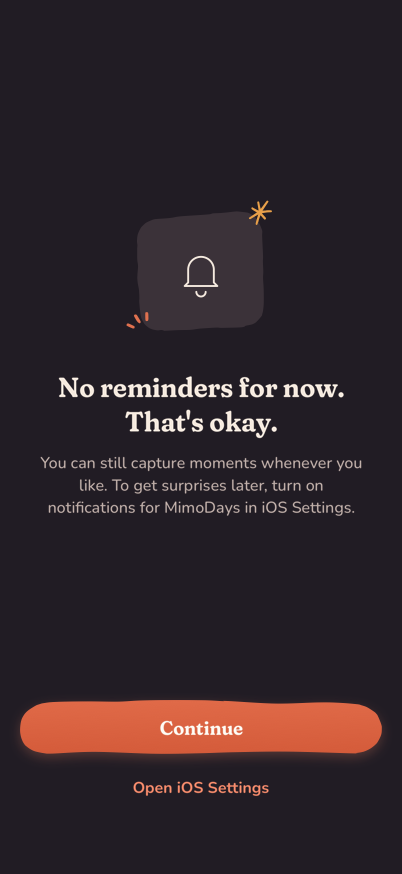 No reminders for now.
That's okay.
You can still capture moments whenever you
like. To get surprises later, turn on
notifications for MimoDays in iOS Settings.
Continue
Open iOS Settings